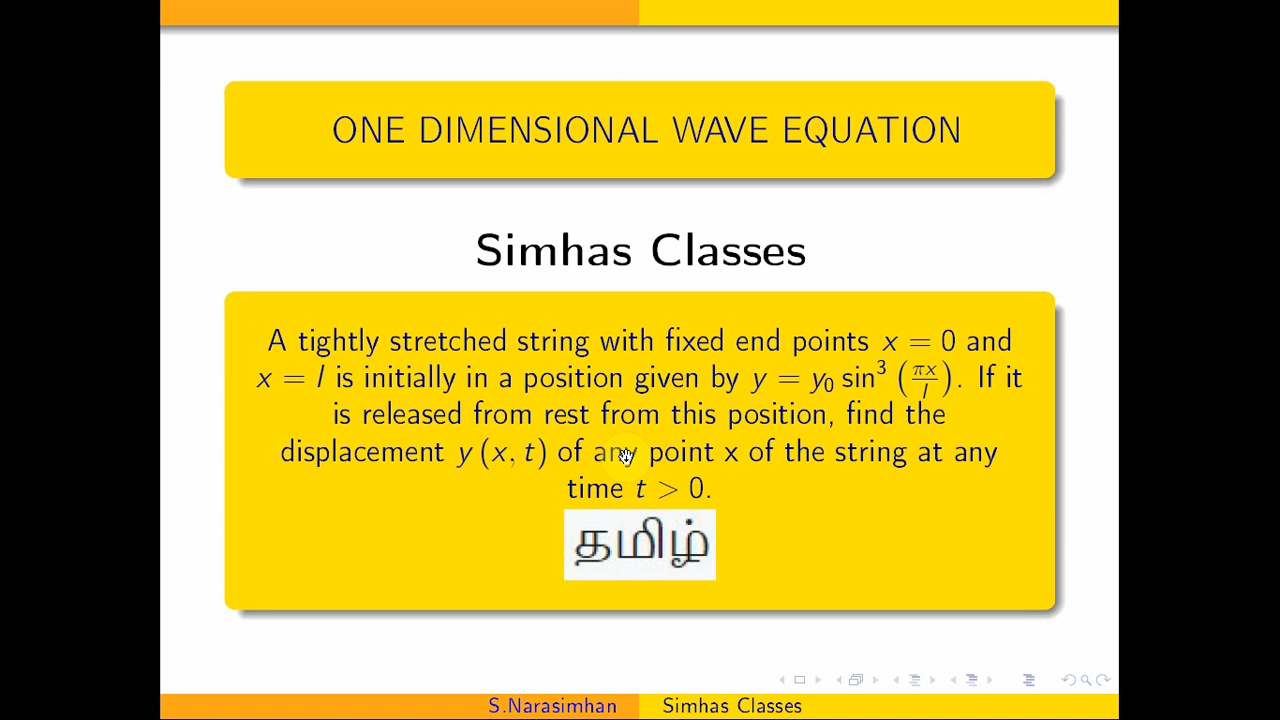 ONE DIMENSIONAL WAVE EQUATION
Simhas Classes
A tightly stretched string with fixed end points x = 0 and
x = l is initially in a position given by y = y₀ sin³ (πx/l). If it
is released from rest from this position, find the
displacement y (x, t) of any point x of the string at any
time t > 0.
தமிழ்
S.Narasimhan Simhas Classes